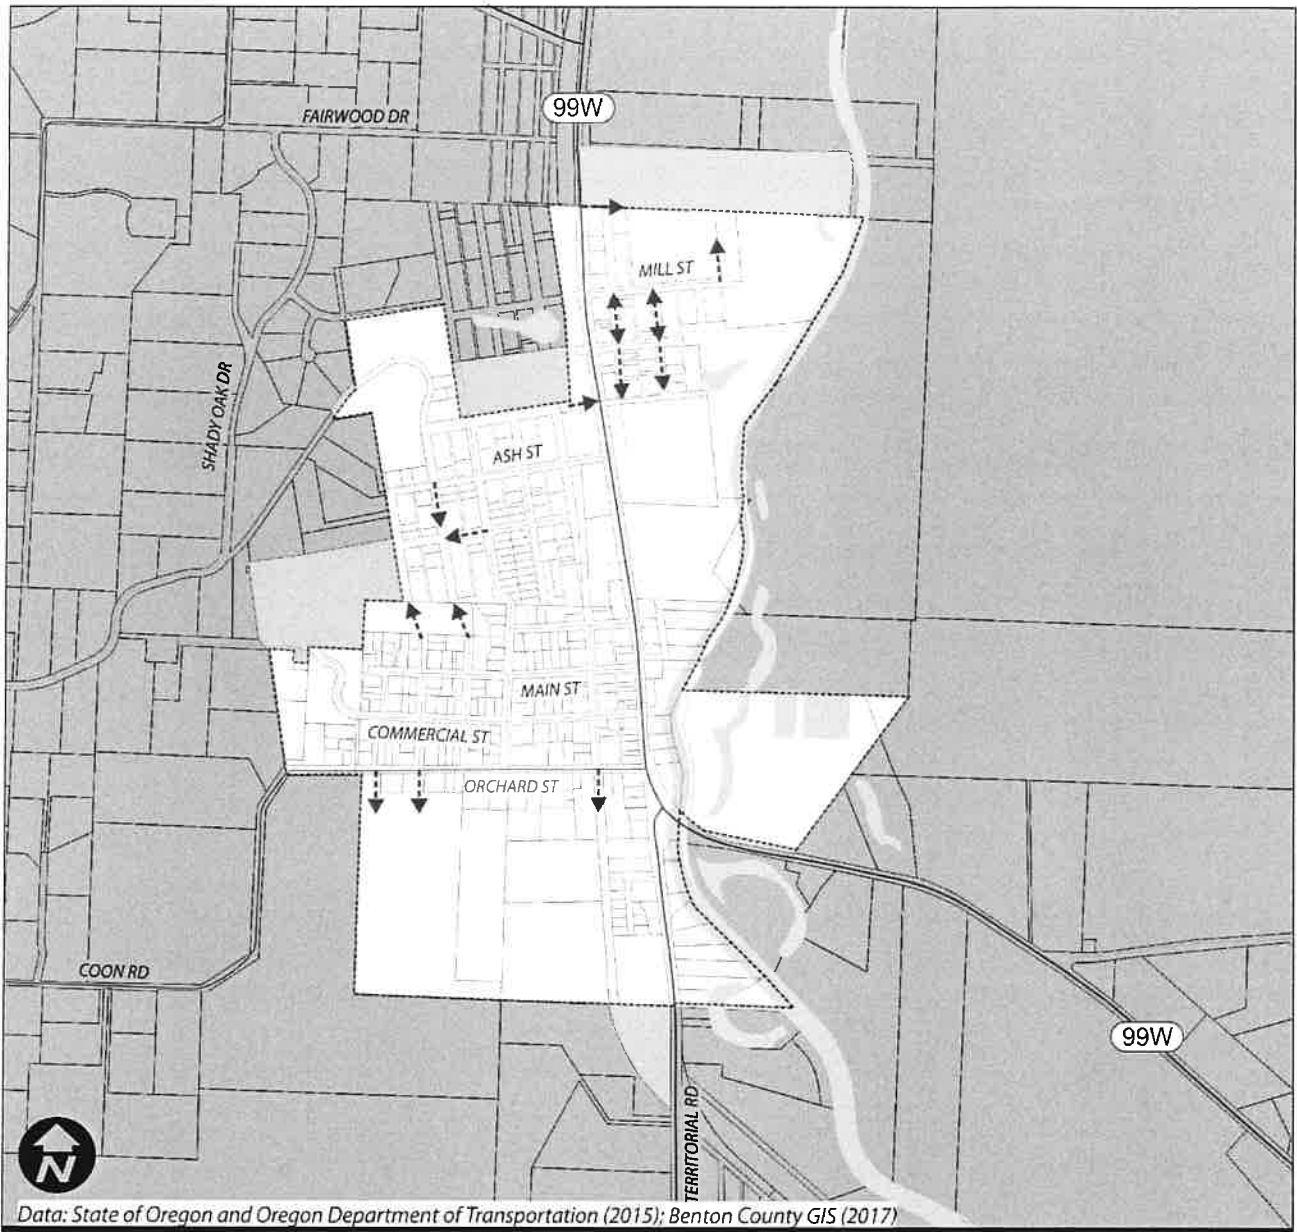 99W
FAIRWOOD DR
MILL ST
SHADY OAK DR
ASH ST
MAIN ST
COMMERCIAL ST
ORCHARD ST
COON RD
99W
TERRITORIAL RD
N
Data: State of Oregon and Oregon Department of Transportation (2015); Benton County GIS (2017)